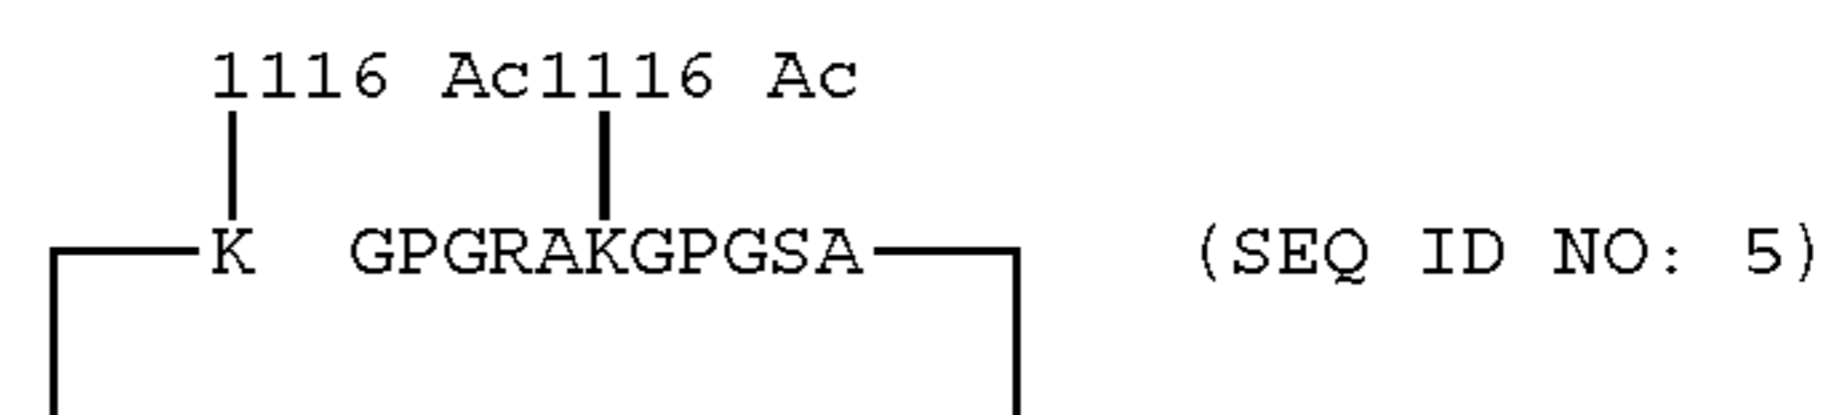 1116 Ac1116 Ac
K GPGRAKGPGSA (SEQ ID NO: 5)